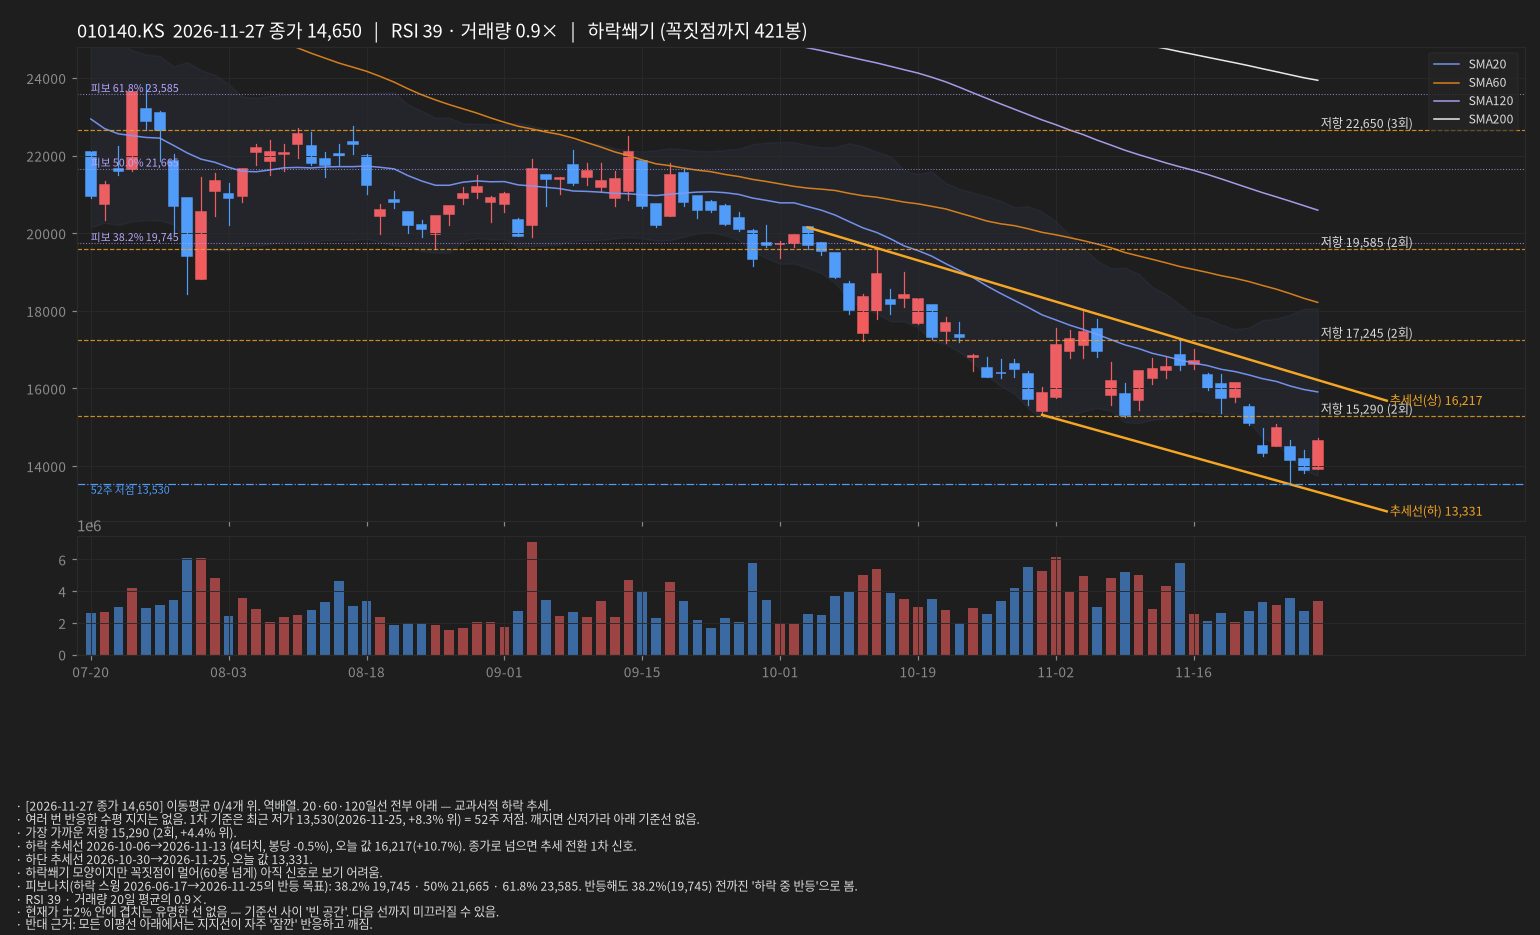 010140.KS 2026-11-27 종가 14,650 | RSI 39 · 거래량 0.9× | 하락쐐기 (꼭짓점까지 421봉)
SMA20
SMA60
SMA120
SMA200
24000
22000
20000
18000
16000
14000
피보 61.8% 23,585
피보 50.0% 21,665
피보 38.2% 19,745
52주 저점 13,530
저항 22,650 (3회)
저항 19,585 (2회)
저항 17,245 (2회)
추세선(상) 16,217
저항 15,290 (2회)
추세선(하) 13,331
1e6
6
4
2
0
07-20
08-03
08-18
09-01
09-15
10-01
10-19
11-02
11-16
· [2026-11-27 종가 14,650] 이동평균 0/4개 위. 역배열. 20·60·120일선 전부 아래 — 교과서적 하락 추세.
· 여러 번 반응한 수평 지지는 없음. 1차 기준은 최근 저가 13,530(2026-11-25, +8.3% 위) = 52주 저점. 깨지면 신저가라 아래 기준선 없음.
· 가장 가까운 저항 15,290 (2회, +4.4% 위).
· 하락 추세선 2026-10-06→2026-11-13 (4터치, 봉당 -0.5%), 오늘 값 16,217(+10.7%). 종가로 넘으면 추세 전환 1차 신호.
· 하단 추세선 2026-10-30→2026-11-25, 오늘 값 13,331.
· 하락쐐기 모양이지만 꼭짓점이 멀어(60봉 넘게) 아직 신호로 보기 어려움.
· 피보나치(하락 스윙 2026-06-17→2026-11-25의 반등 목표): 38.2% 19,745 · 50% 21,665 · 61.8% 23,585. 반등해도 38.2%(19,745) 전까진 '하락 중 반등'으로 봄.
· RSI 39 · 거래량 20일 평균의 0.9×.
· 현재가 ±2% 안에 겹치는 유명한 선 없음 — 기준선 사이 '빈 공간'. 다음 선까지 미끄러질 수 있음.
· 반대 근거: 모든 이평선 아래에서는 지지선이 자주 '잠깐' 반응하고 깨짐.